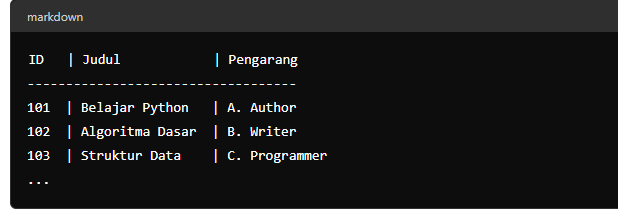 markdown
ID   | Judul            | Pengarang
-----------------------------------
101  | Belajar Python   | A. Author
102  | Algoritma Dasar  | B. Writer
103  | Struktur Data    | C. Programmer
...